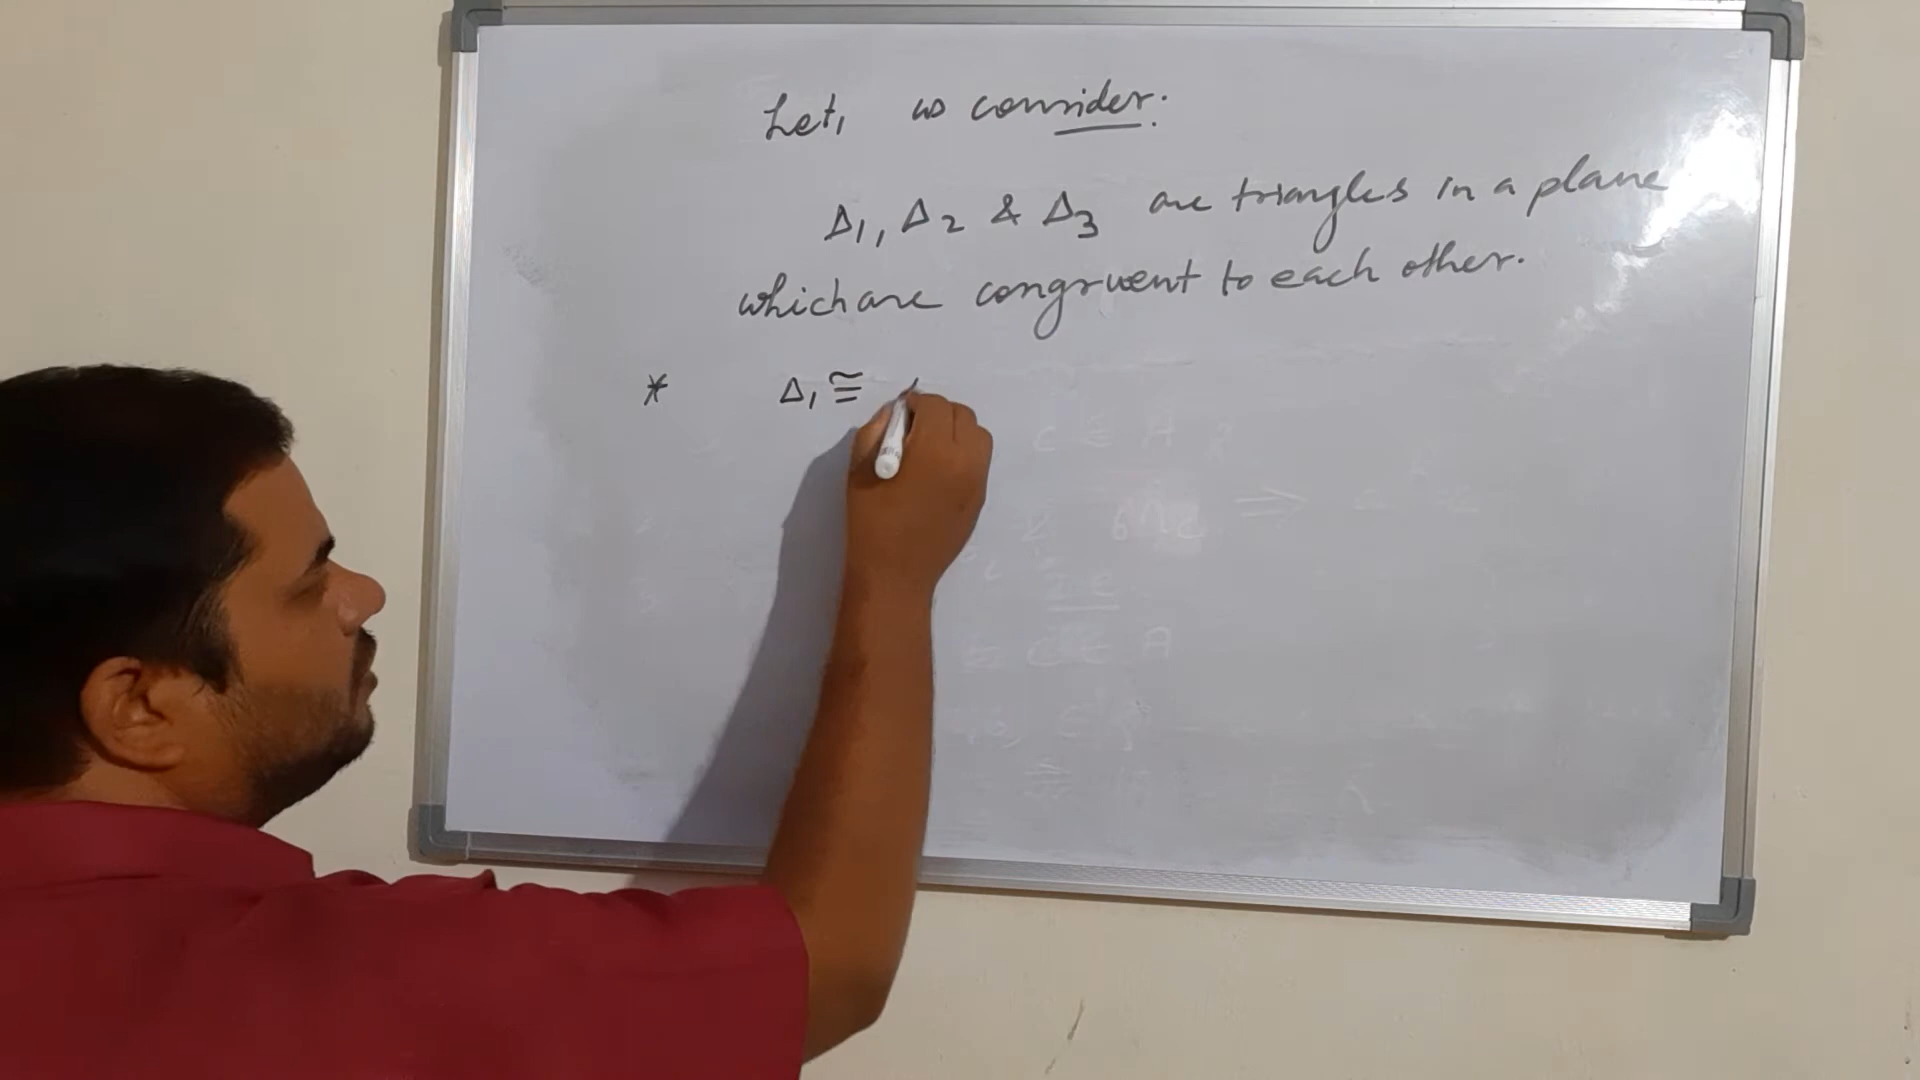 Let, us consider:
Δ1, Δ2 & Δ3 are triangles in a plane
which are congruent to each other.
* Δ1 ≅
C ∈ A
b R c ⇒
C ∈ A